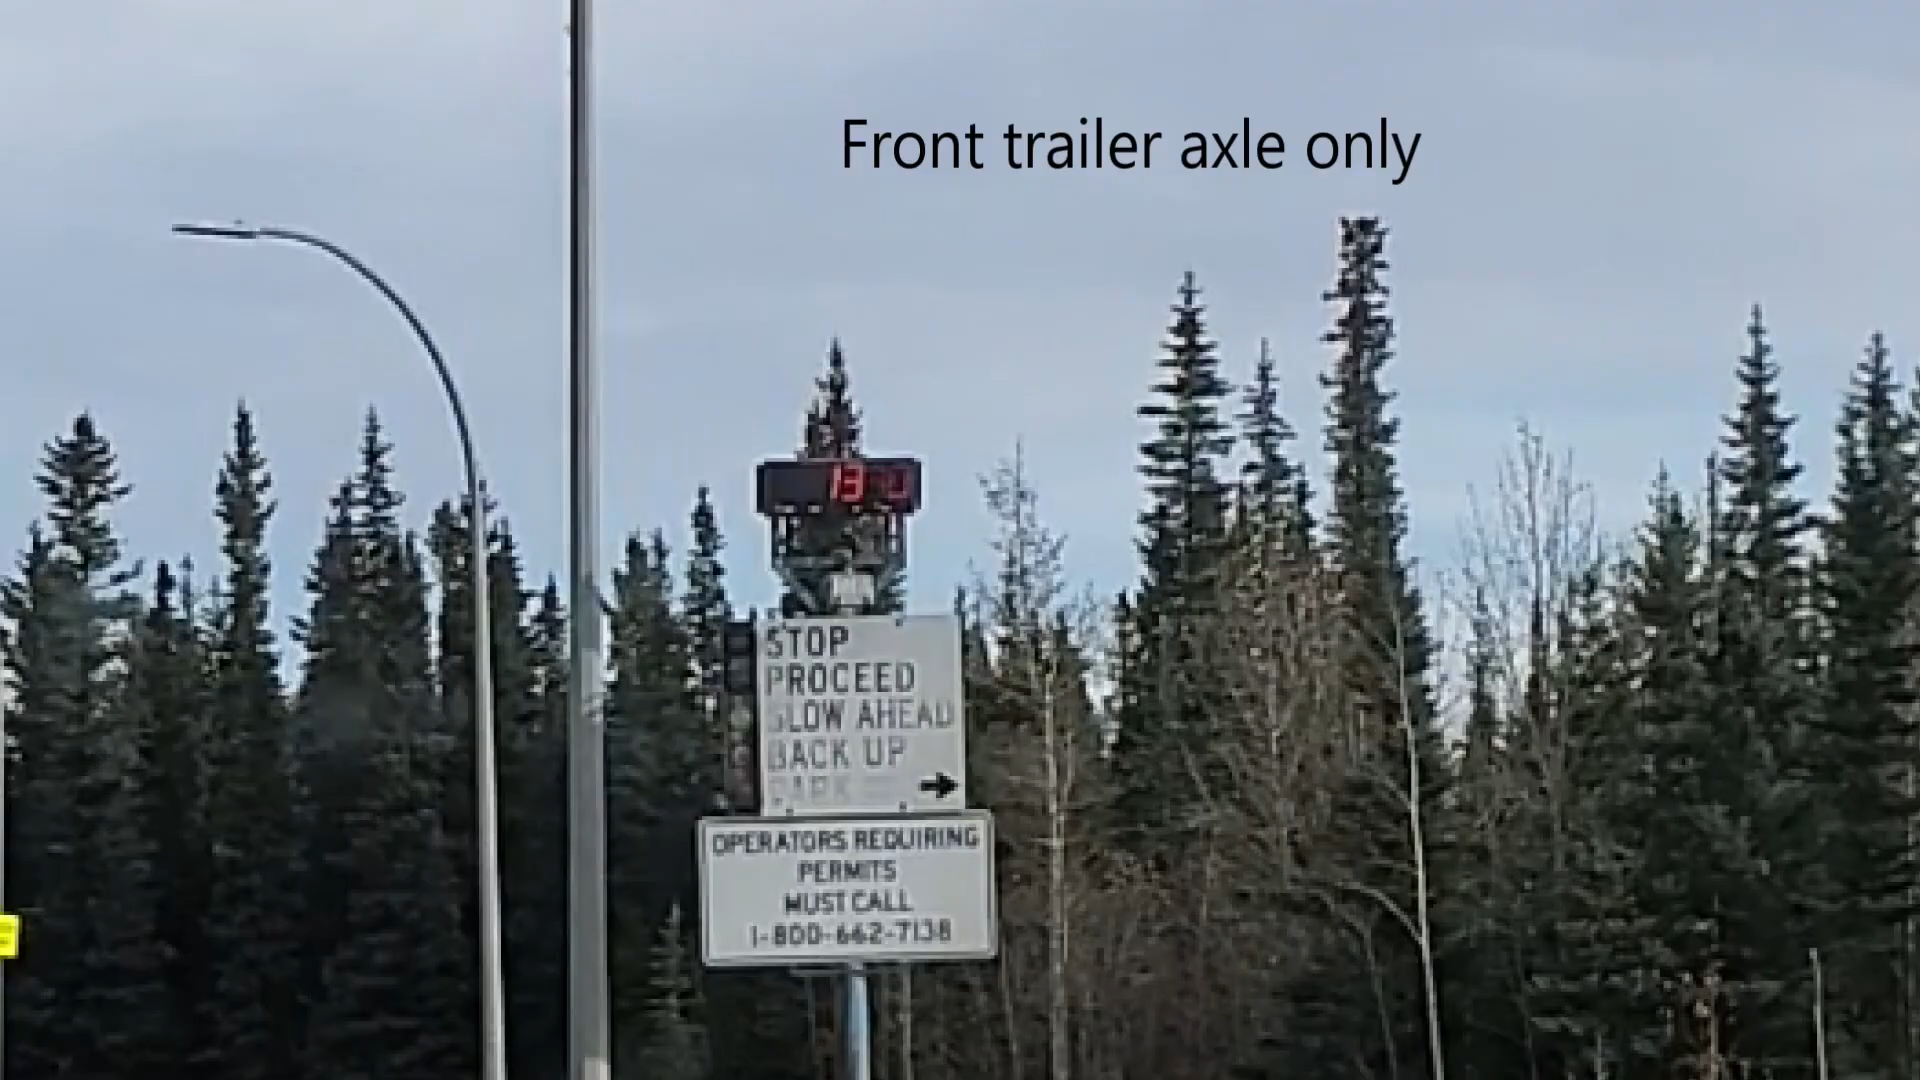 Front trailer axle only
STOP
PROCEED
SLOW AHEAD
BACK UP
PARK
OPERATORS REQUIRING
PERMITS
MUST CALL
1-800-662-7138